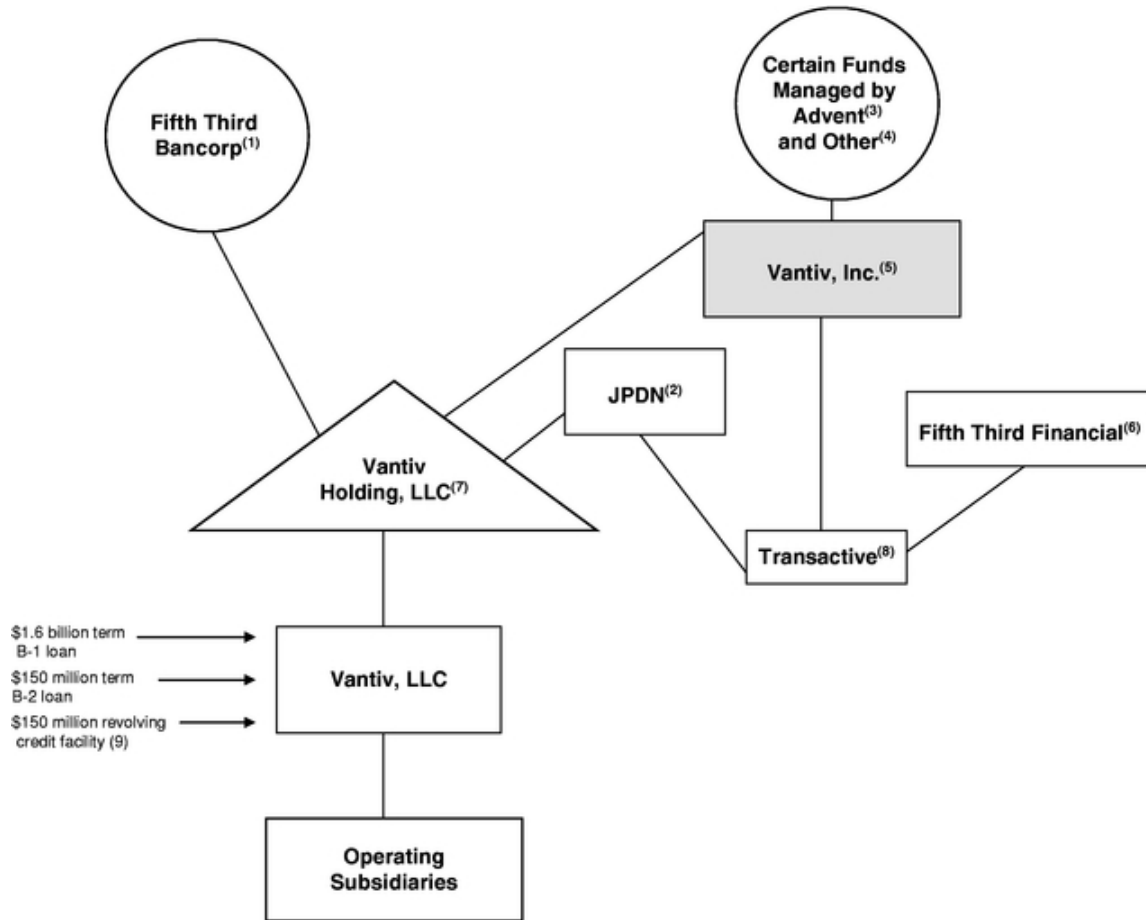 Certain Funds
Managed by
Advent(3)
and Other(4)
Fifth Third
Bancorp(1)
Vantiv, Inc.(5)
JPDN(2)
Fifth Third Financial(6)
Vantiv
Holding, LLC(7)
Transactive(8)
$1.6 billion term
B-1 loan
$150 million term
B-2 loan
$150 million revolving
credit facility (9)
Vantiv, LLC
Operating
Subsidiaries